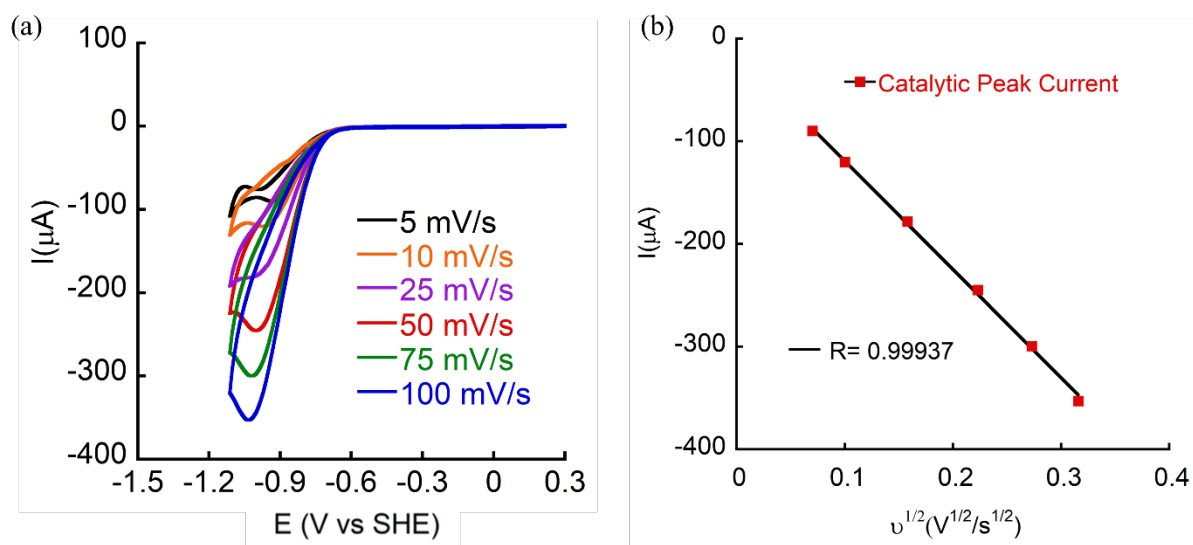 (a)
I(μA)
100
0
-100
-200
-300
-400
5 mV/s
10 mV/s
25 mV/s
50 mV/s
75 mV/s
100 mV/s
-1.5 -1.2 -0.9 -0.6 -0.3 0 0.3
E (V vs SHE)
(b)
I(μA)
0
-100
-200
-300
-400
Catalytic Peak Current
R= 0.99937
0 0.1 0.2 0.3 0.4
υ^1/2(V^1/2/s^1/2)